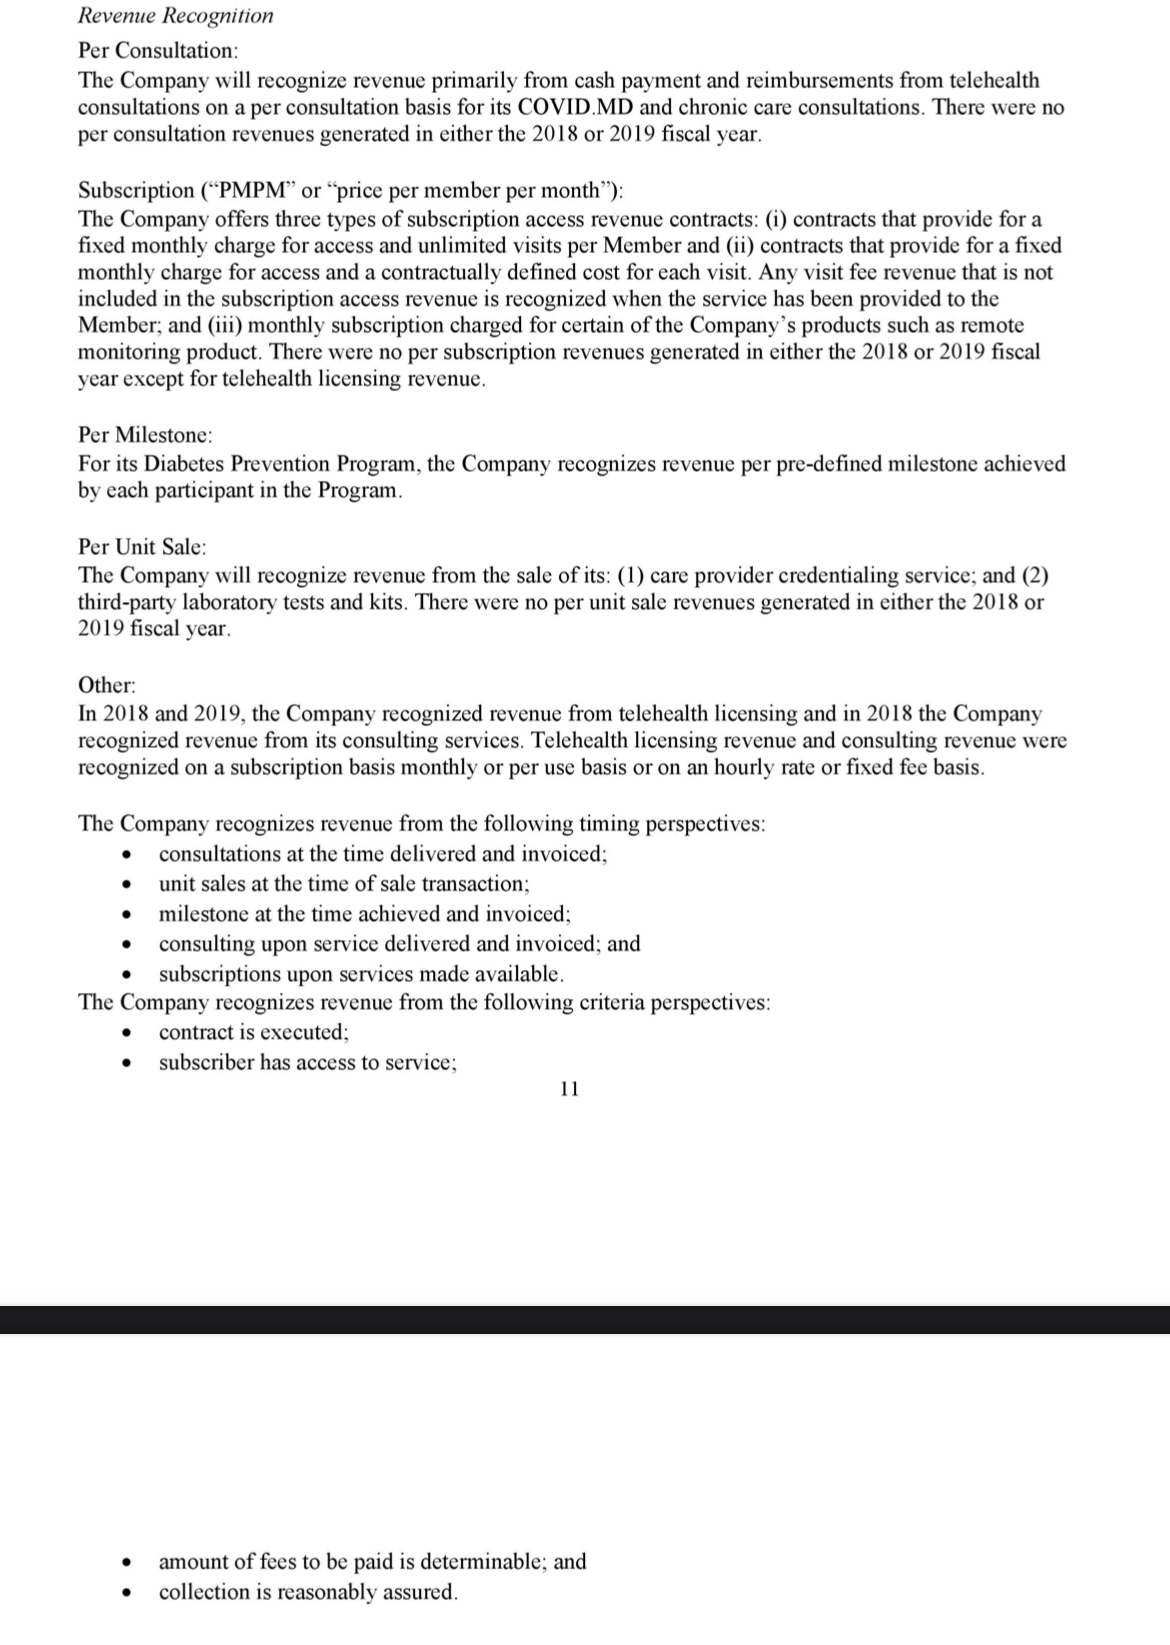 Revenue Recognition
Per Consultation:
The Company will recognize revenue primarily from cash payment and reimbursements from telehealth
consultations on a per consultation basis for its COVID.MD and chronic care consultations. There were no
per consultation revenues generated in either the 2018 or 2019 fiscal year.
Subscription (“PMPM” or “price per member per month”):
The Company offers three types of subscription access revenue contracts: (i) contracts that provide for a
fixed monthly charge for access and unlimited visits per Member and (ii) contracts that provide for a fixed
monthly charge for access and a contractually defined cost for each visit. Any visit fee revenue that is not
included in the subscription access revenue is recognized when the service has been provided to the
Member; and (iii) monthly subscription charged for certain of the Company’s products such as remote
monitoring product. There were no per subscription revenues generated in either the 2018 or 2019 fiscal
year except for telehealth licensing revenue.
Per Milestone:
For its Diabetes Prevention Program, the Company recognizes revenue per pre-defined milestone achieved
by each participant in the Program.
Per Unit Sale:
The Company will recognize revenue from the sale of its: (1) care provider credentialing service; and (2)
third-party laboratory tests and kits. There were no per unit sale revenues generated in either the 2018 or
2019 fiscal year.
Other:
In 2018 and 2019, the Company recognized revenue from telehealth licensing and in 2018 the Company
recognized revenue from its consulting services. Telehealth licensing revenue and consulting revenue were
recognized on a subscription basis monthly or per use basis or on an hourly rate or fixed fee basis.
The Company recognizes revenue from the following timing perspectives:
• consultations at the time delivered and invoiced;
• unit sales at the time of sale transaction;
• milestone at the time achieved and invoiced;
• consulting upon service delivered and invoiced; and
• subscriptions upon services made available.
The Company recognizes revenue from the following criteria perspectives:
• contract is executed;
• subscriber has access to service;
11
• amount of fees to be paid is determinable; and
• collection is reasonably assured.